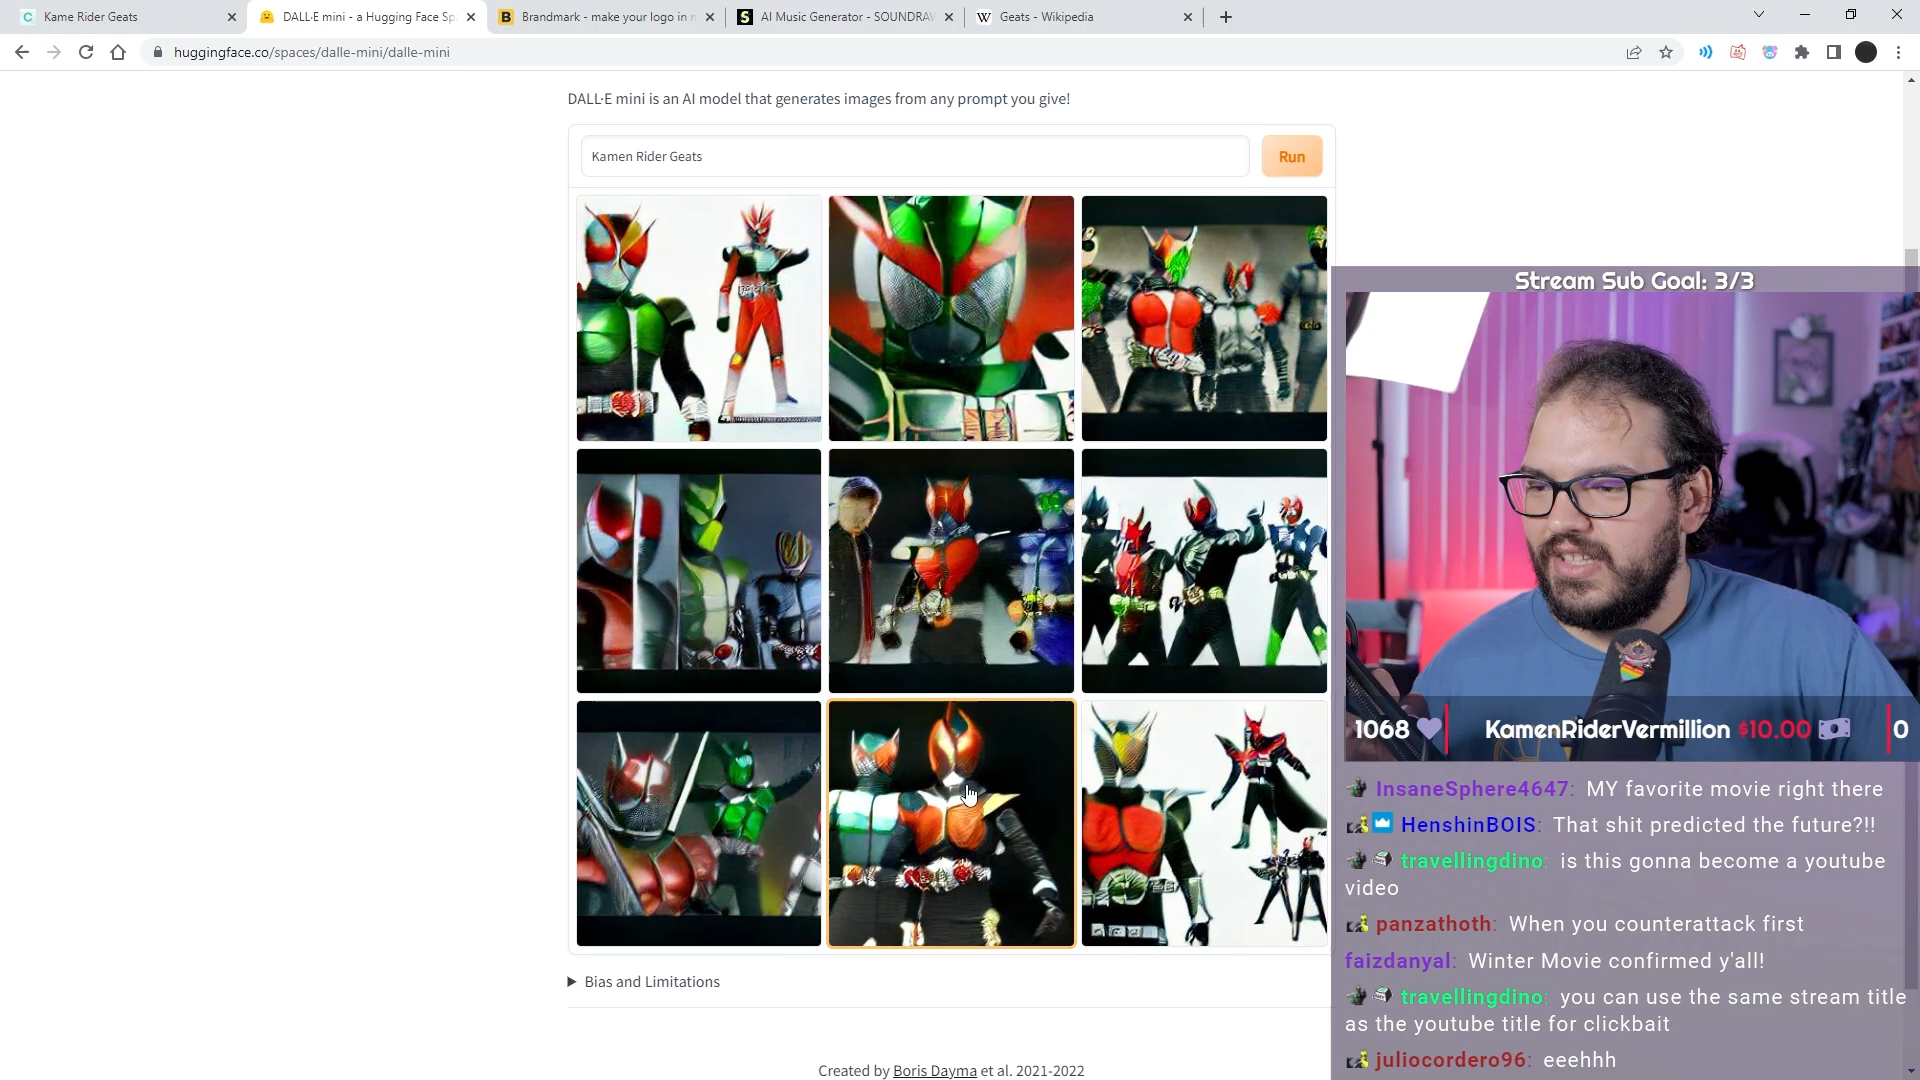 Kame Rider Geats
DALL·E mini - a Hugging Face Sp
Brandmark - make your logo in
AI Music Generator - SOUNDRAW
Geats - Wikipedia
huggingface.co/spaces/dalle-mini/dalle-mini
DALL·E mini is an AI model that generates images from any prompt you give!
Kamen Rider Geats
Run
Stream Sub Goal: 3/3
1068
KamenRiderVermillion $10.00
0
InsaneSphere4647: MY favorite movie right there
HenshinBOIS: That shit predicted the future?!!
travellingdino: is this gonna become a youtube
video
panzathoth: When you counterattack first
faizdanyal: Winter Movie confirmed y'all!
travellingdino: you can use the same stream title
as the youtube title for clickbait
juliocordero96: eeehhh
Bias and Limitations
Created by Boris Dayma et al. 2021-2022